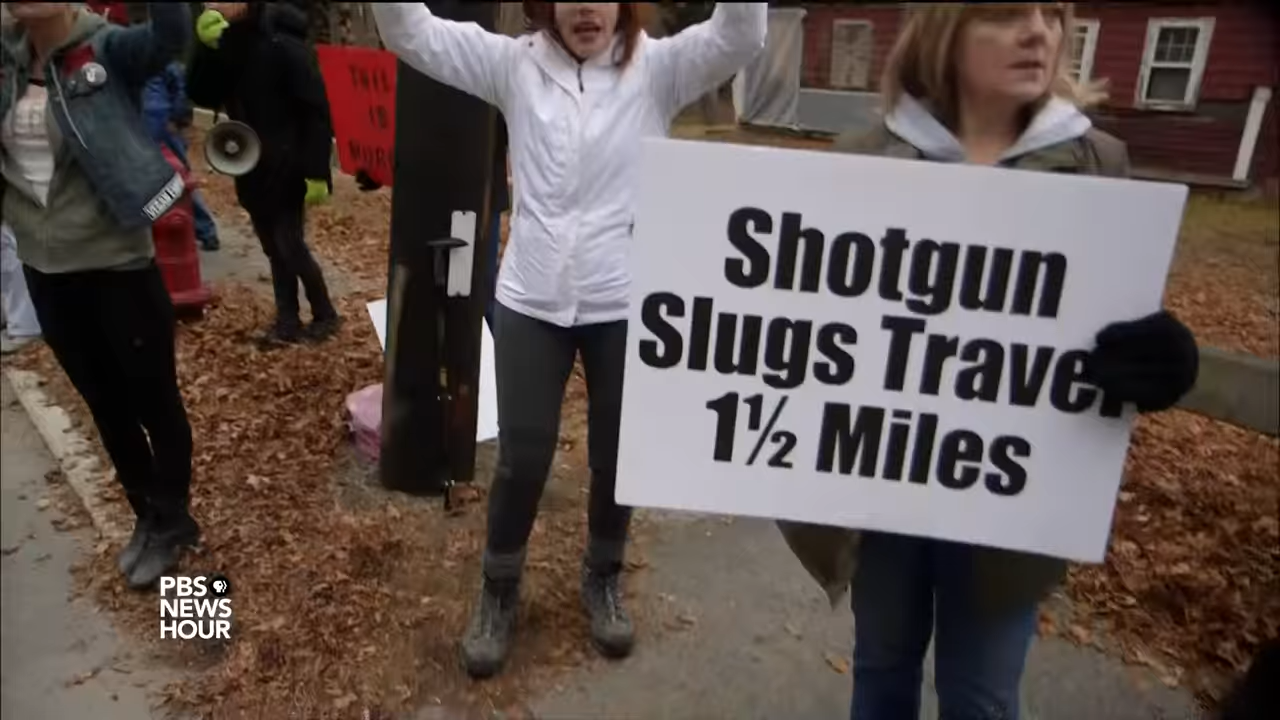 THIS
IS
Shotgun
Slugs Travel
1½ Miles
PBS
NEWS
HOUR